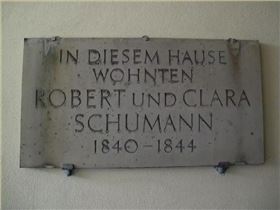 IN DIESEM HAUSE
WOHNTEN
ROBERT UND CLARA
SCHUMANN
1840-1844